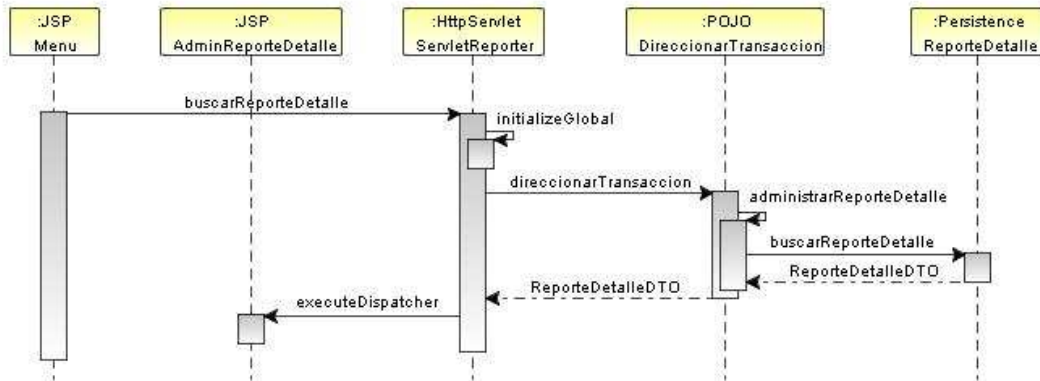 :JSP
Menu
:JSP
AdminReporteDetalle
:HttpServlet
ServletReporter
:POJO
DireccionarTransaccion
:Persistence
ReporteDetalle
buscarReporteDetalle
initializeGlobal
direccionarTransaccion
administrarReporteDetalle
buscarReporteDetalle
ReporteDetalleDTO
ReporteDetalleDTO
executeDispatcher